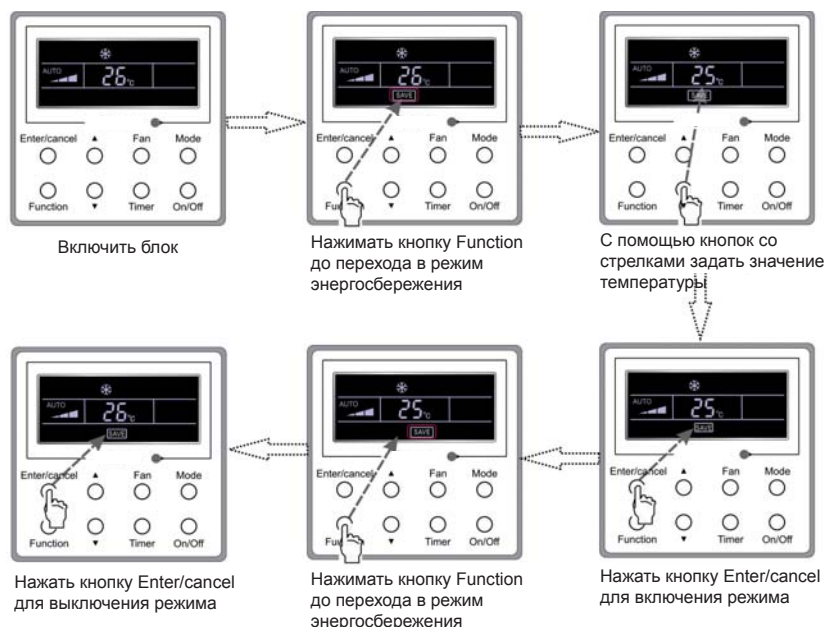 AUTO
26°C
Enter/cancel ▲ Fan Mode
Function ▼ Timer On/Off
Включить блок
AUTO
26°C
SAVE
Enter/cancel ▲ Fan Mode
Fu ▼ Timer On/Off
Нажимать кнопку Function
до перехода в режим
энергосбережения
AUTO
25°C
SAVE
Enter/cancel ▲ Fan Mode
Function Timer On/Off
С помощью кнопок со
стрелками задать значение
температуры
AUTO
25°C
SAVE
Enter/cancel ▲ Fan Mode
Function ▼ Timer On/Off
Нажать кнопку Enter/cancel
для включения режима
AUTO
25°C
SAVE
Enter/cancel ▲ Fan Mode
Fu ▼ Timer On/Off
Нажимать кнопку Function
до перехода в режим
энергосбережения
AUTO
26°C
SAVE
Enter/cancel ▲ Fan Mode
Function ▼ Timer On/Off
Нажать кнопку Enter/cancel
для выключения режима